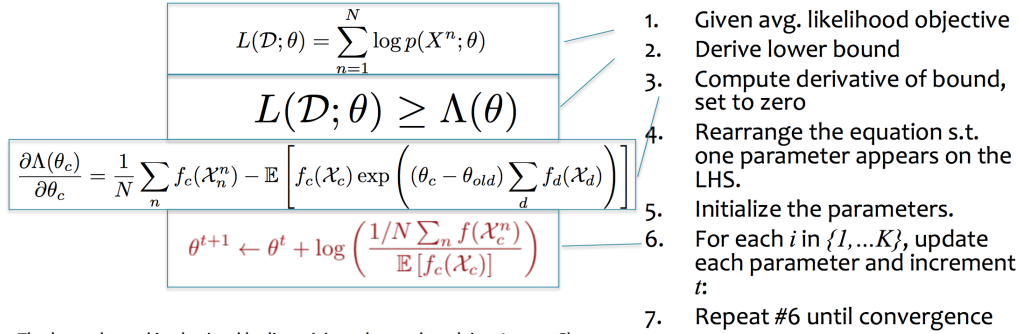 L(𝒟; θ) = ∑_{n=1}^{N} log p(Xⁿ; θ)
L(𝒟; θ) ≥ Λ(θ)
∂Λ(θ_c)/∂θ_c = 1/N ∑_n f_c(𝒳_n^n) − 𝔼 [ f_c(𝒳_c) exp ( (θ_c − θ_old) ∑_d f_d(𝒳_d) ) ]
θ^{t+1} ← θ^t + log ( 1/N ∑_n f(𝒳_c^n) / 𝔼 [f_c(𝒳_c)] )
1. Given avg. likelihood objective
2. Derive lower bound
3. Compute derivative of bound,
set to zero
4. Rearrange the equation s.t.
one parameter appears on the
LHS.
5. Initialize the parameters.
6. For each i in {1,...K}, update
each parameter and increment
t:
7. Repeat #6 until convergence